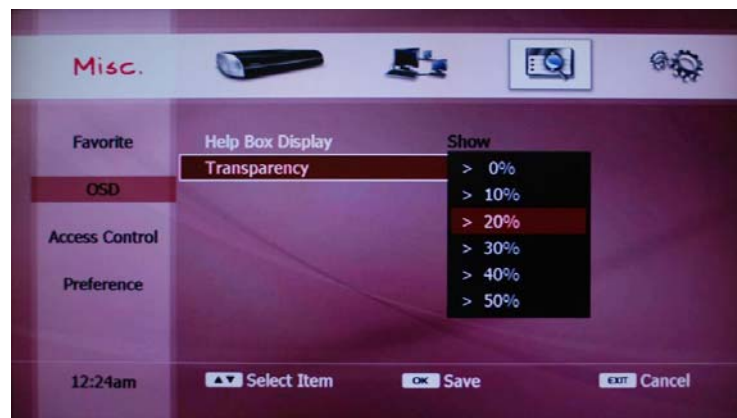 Misc.
Favorite
OSD
Access Control
Preference
12:24am
Help Box Display Show
Transparency
> 0%
> 10%
> 20%
> 30%
> 40%
> 50%
▲▼ Select Item OK Save EXIT Cancel